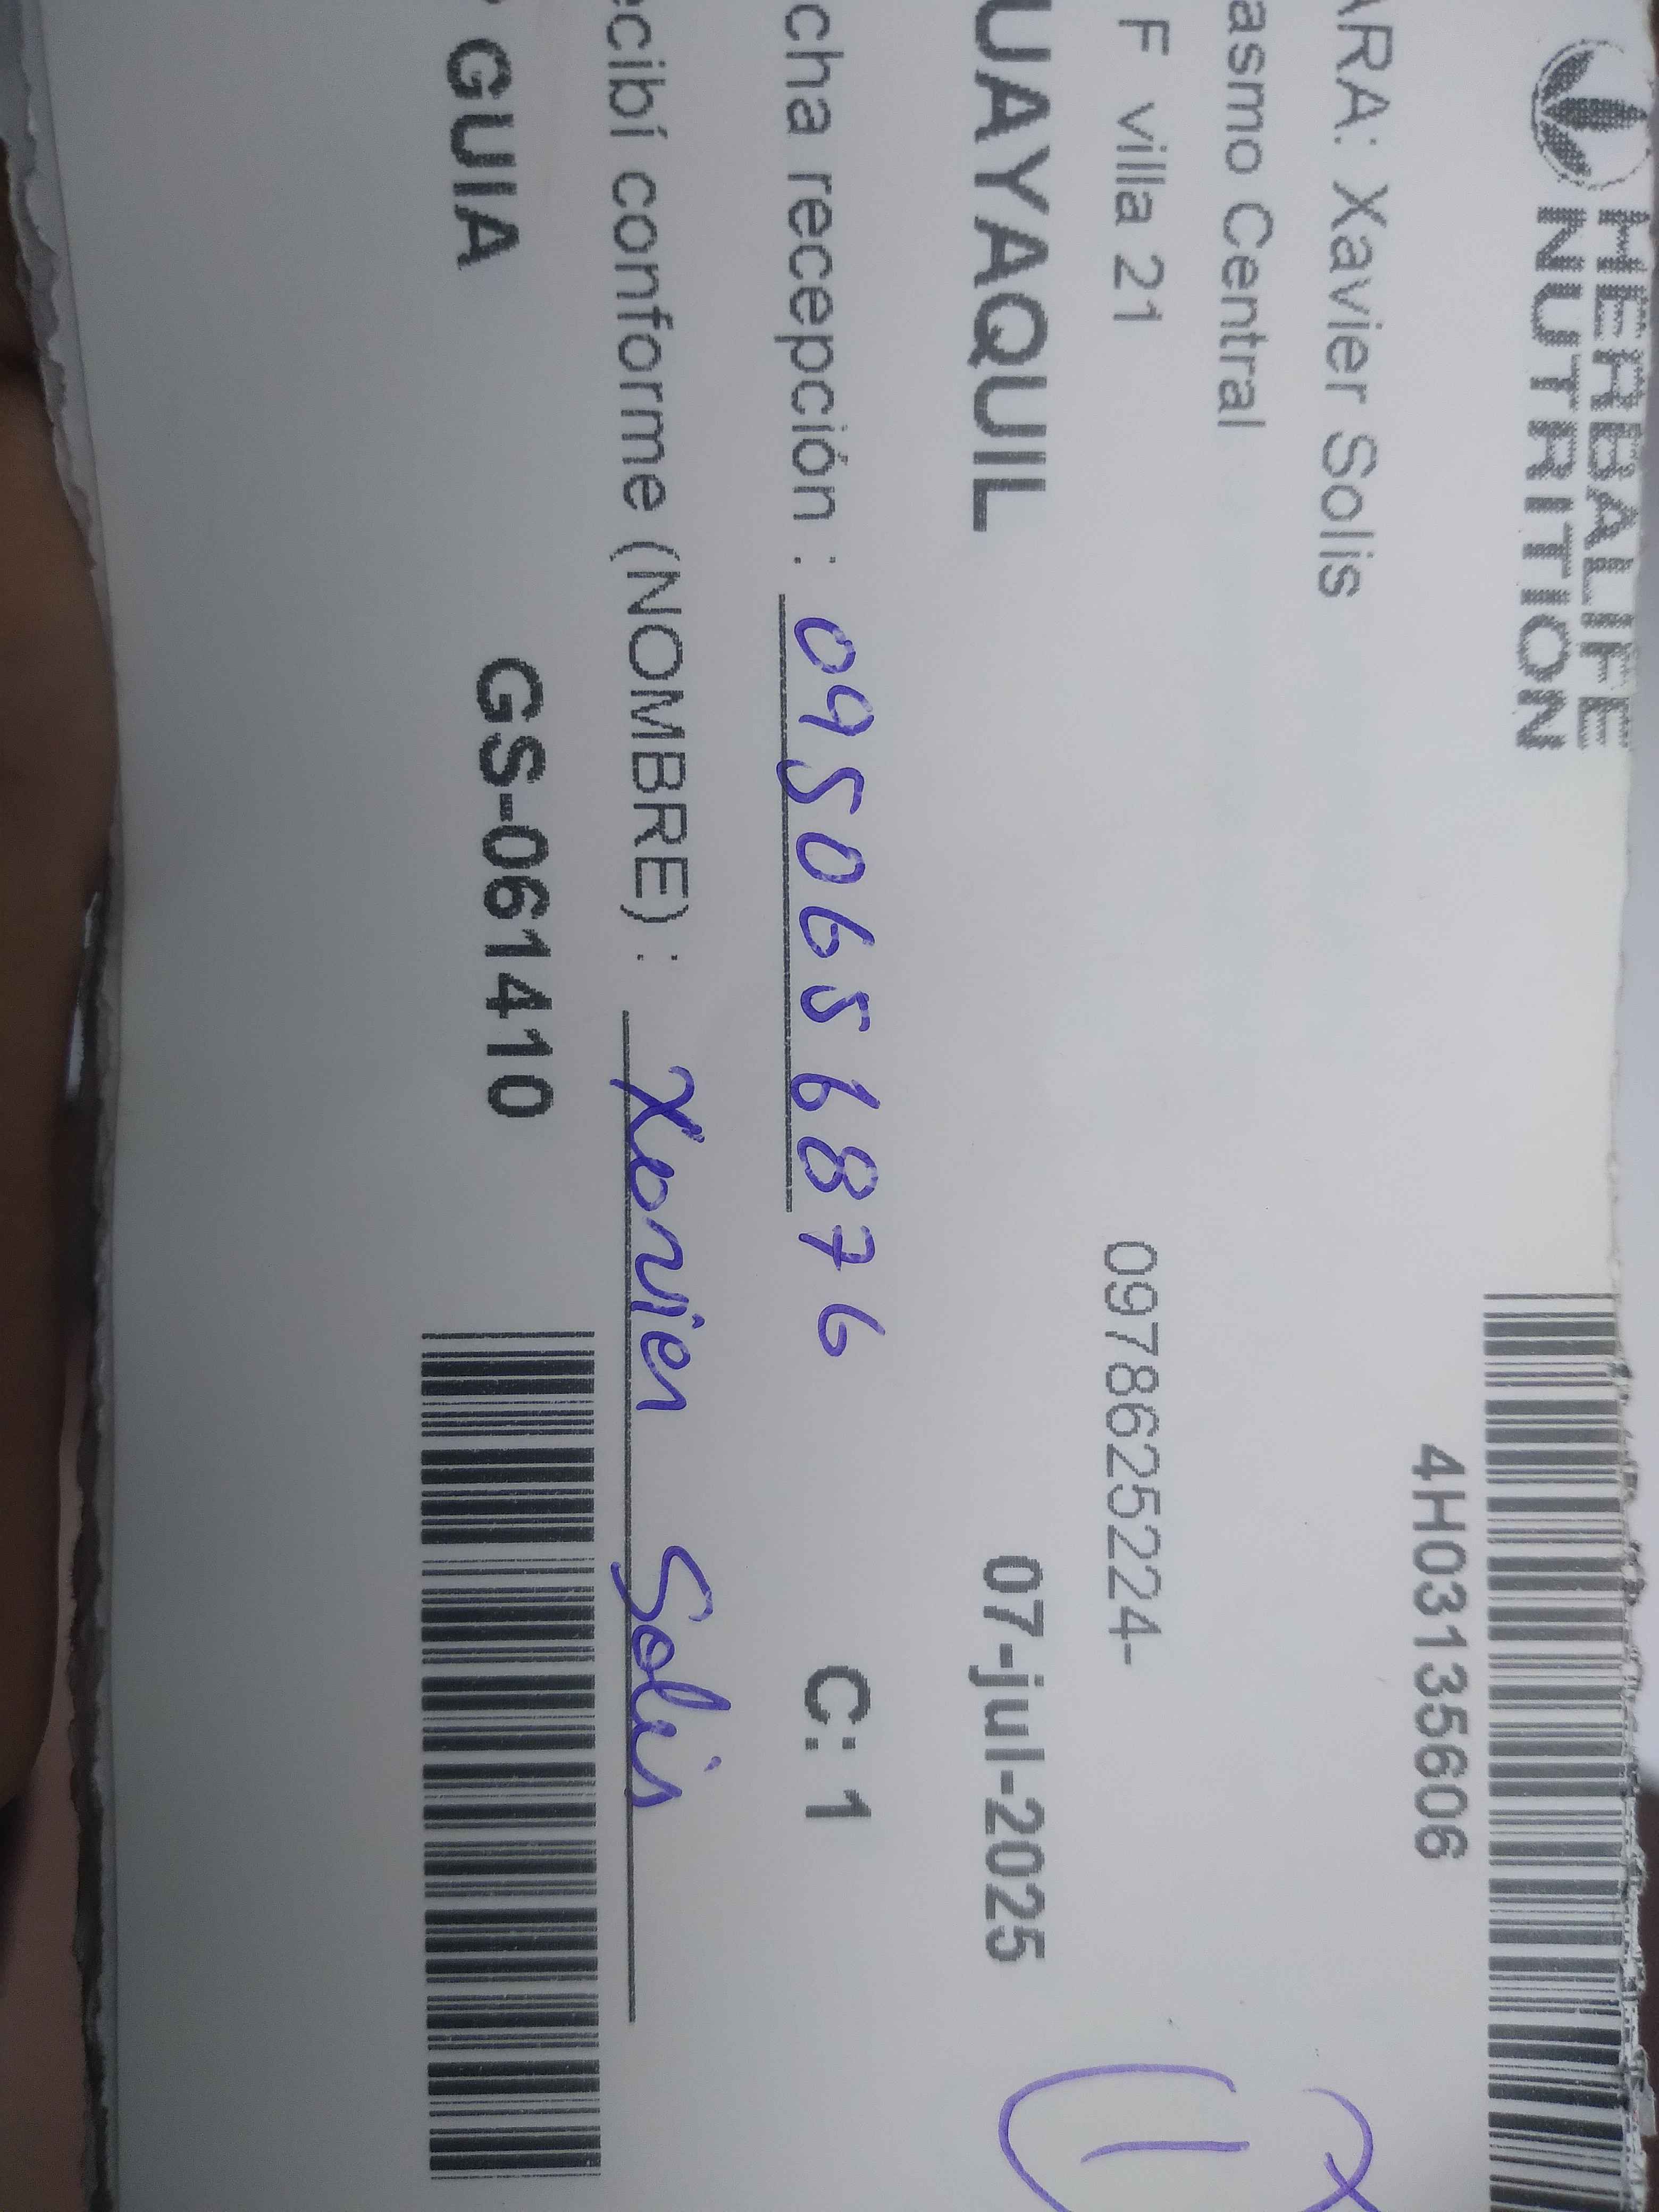 HERBALIFE
NUTRITION
4H03135606
ARA: Xavier Solis
asmo Central
F villa 21 0978625224-
UAYAQUIL 07-jul-2025
cha recepción : 0950656876 C: 1
ecibí conforme (NOMBRE) : Xavier Solis
GUIA GS-061410
1